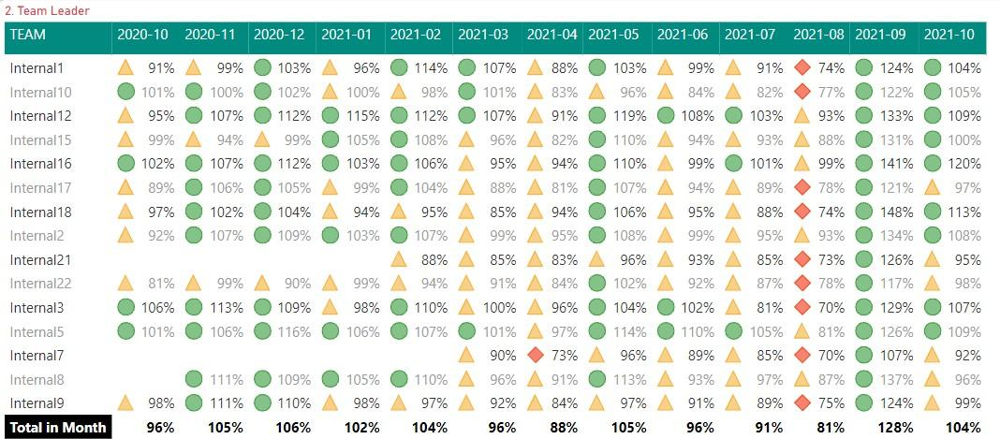 2. Team Leader
TEAM 2020-10 2020-11 2020-12 2021-01 2021-02 2021-03 2021-04 2021-05 2021-06 2021-07 2021-08 2021-09 2021-10
Internal1 91% 99% 103% 96% 114% 107% 88% 103% 99% 91% 74% 124% 104%
Internal10 101% 100% 102% 100% 98% 101% 83% 96% 84% 82% 77% 122% 105%
Internal12 95% 107% 112% 115% 112% 107% 91% 119% 108% 103% 93% 133% 109%
Internal15 99% 94% 99% 105% 108% 96% 82% 110% 94% 93% 88% 131% 100%
Internal16 102% 107% 112% 103% 106% 95% 94% 110% 99% 101% 99% 141% 120%
Internal17 89% 106% 105% 99% 104% 88% 81% 107% 94% 89% 78% 121% 97%
Internal18 97% 102% 104% 94% 95% 85% 94% 106% 95% 88% 74% 148% 113%
Internal2 92% 107% 109% 103% 107% 99% 95% 108% 99% 95% 93% 134% 108%
Internal21 88% 85% 83% 96% 93% 85% 73% 126% 95%
Internal22 81% 99% 90% 99% 94% 91% 84% 102% 92% 87% 78% 117% 98%
Internal3 106% 113% 109% 98% 110% 100% 96% 104% 102% 81% 70% 129% 107%
Internal5 101% 106% 116% 106% 107% 101% 97% 114% 110% 105% 81% 126% 109%
Internal7 90% 73% 96% 89% 85% 70% 107% 92%
Internal8 111% 109% 105% 110% 96% 91% 113% 93% 97% 87% 137% 96%
Internal9 98% 111% 110% 98% 97% 92% 84% 97% 91% 89% 75% 124% 99%
Total in Month 96% 105% 106% 102% 104% 96% 88% 105% 96% 91% 81% 128% 104%